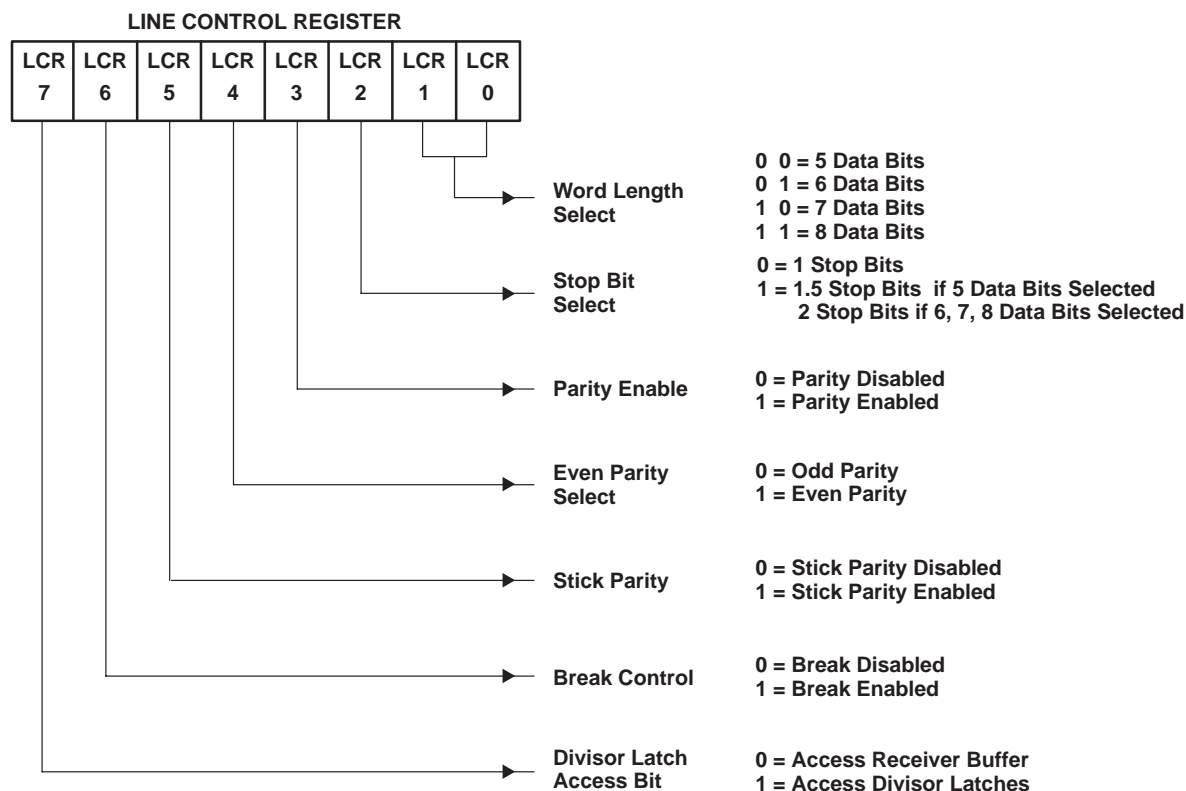 LINE CONTROL REGISTER
LCR LCR LCR LCR LCR LCR LCR LCR
7 6 5 4 3 2 1 0
Word Length
Select
0 0 = 5 Data Bits
0 1 = 6 Data Bits
1 0 = 7 Data Bits
1 1 = 8 Data Bits
Stop Bit
Select
0 = 1 Stop Bits
1 = 1.5 Stop Bits if 5 Data Bits Selected
2 Stop Bits if 6, 7, 8 Data Bits Selected
Parity Enable
0 = Parity Disabled
1 = Parity Enabled
Even Parity
Select
0 = Odd Parity
1 = Even Parity
Stick Parity
0 = Stick Parity Disabled
1 = Stick Parity Enabled
Break Control
0 = Break Disabled
1 = Break Enabled
Divisor Latch
Access Bit
0 = Access Receiver Buffer
1 = Access Divisor Latches